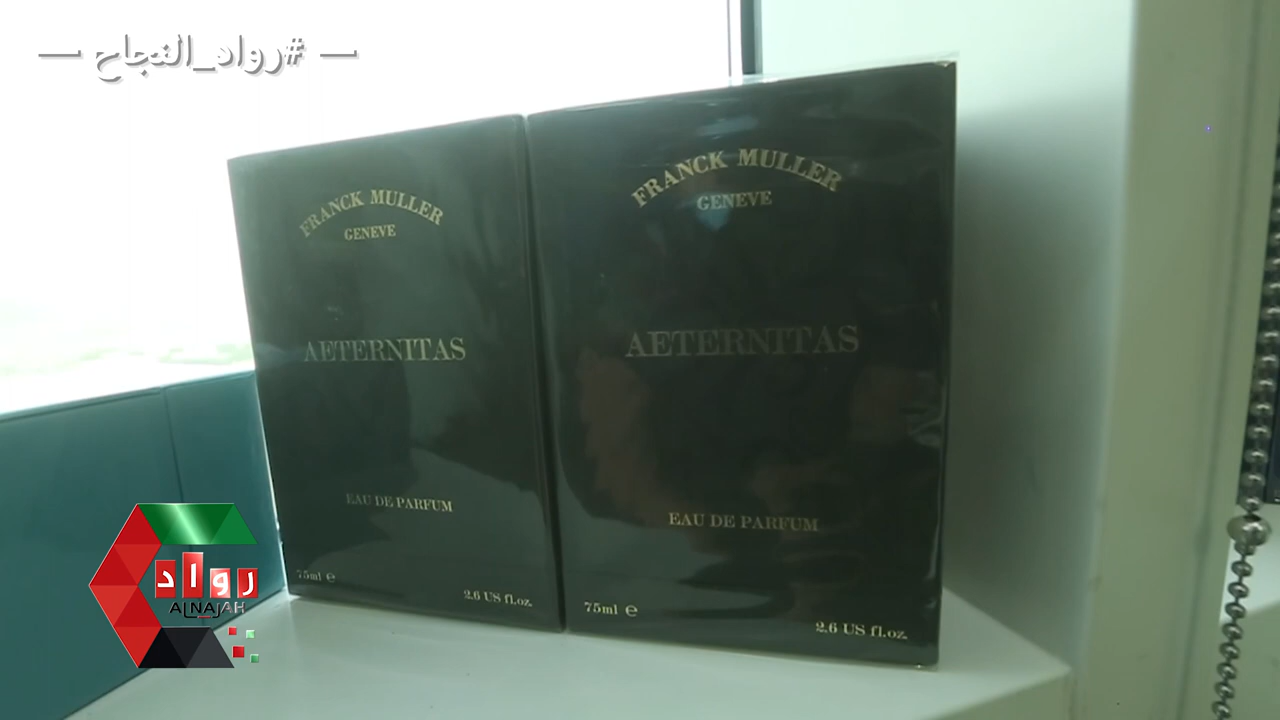 — #رواد_النجاح —
FRANCK MULLER
GENEVE
AETERNITAS
EAU DE PARFUM
75ml ℮
2.6 US fl.oz.
FRANCK MULLER
GENEVE
AETERNITAS
EAU DE PARFUM
75ml ℮
2.6 US fl.oz.
رواد
ALNAJAH